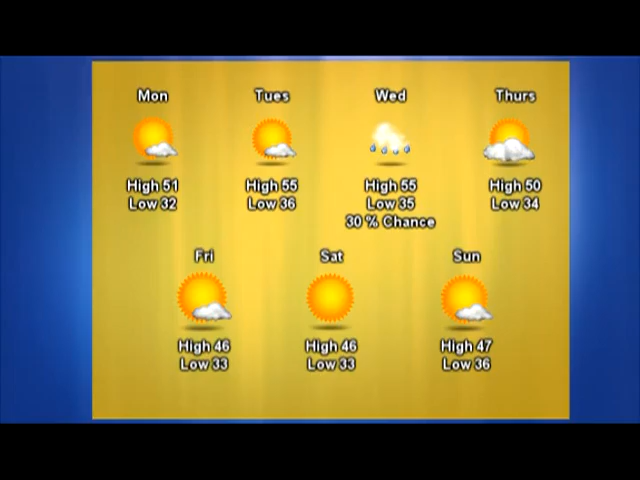 Mon
Tues
Wed
Thurs
High 51
Low 32
High 55
Low 36
High 55
Low 35
30 % Chance
High 50
Low 34
Fri
Sat
Sun
High 46
Low 33
High 46
Low 33
High 47
Low 36